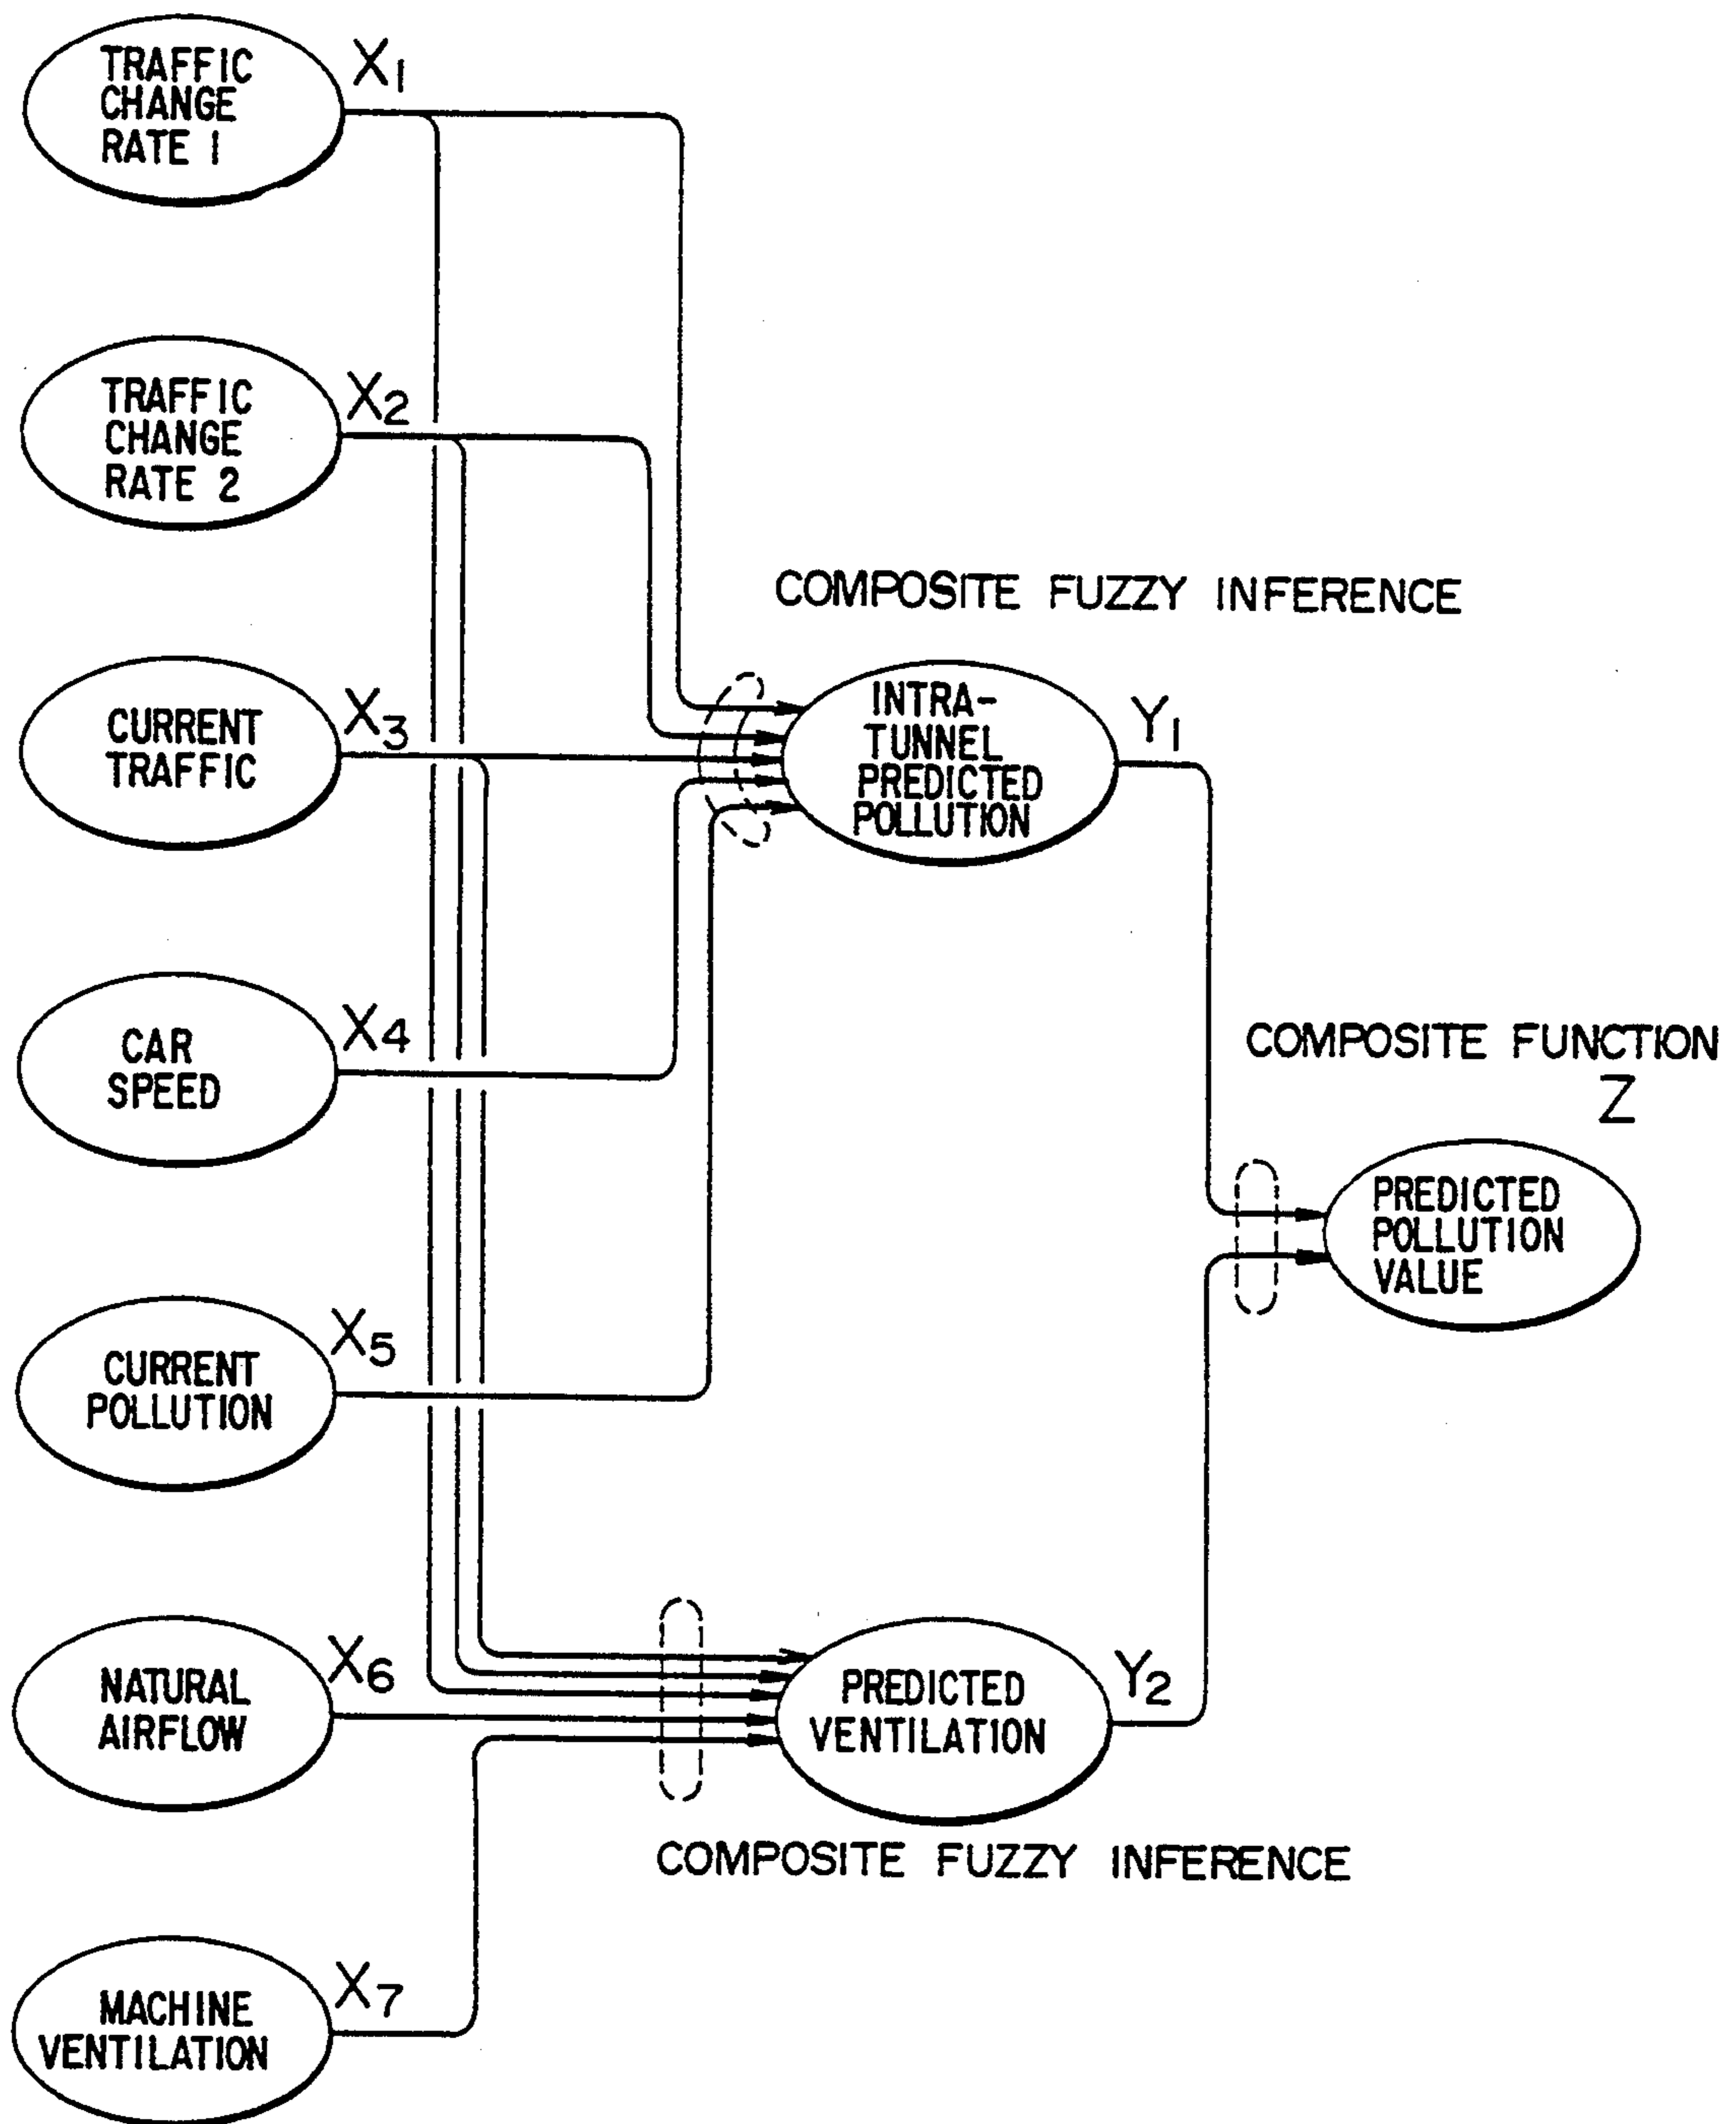 TRAFFIC
CHANGE
RATE 1
X1
TRAFFIC
CHANGE
RATE 2
X2
CURRENT
TRAFFIC
X3
CAR
SPEED
X4
CURRENT
POLLUTION
X5
NATURAL
AIRFLOW
X6
MACHINE
VENTILATION
X7
COMPOSITE FUZZY INFERENCE
INTRA-
TUNNEL
PREDICTED
POLLUTION
Y1
PREDICTED
VENTILATION
Y2
COMPOSITE FUZZY INFERENCE
COMPOSITE FUNCTION
Z
PREDICTED
POLLUTION
VALUE